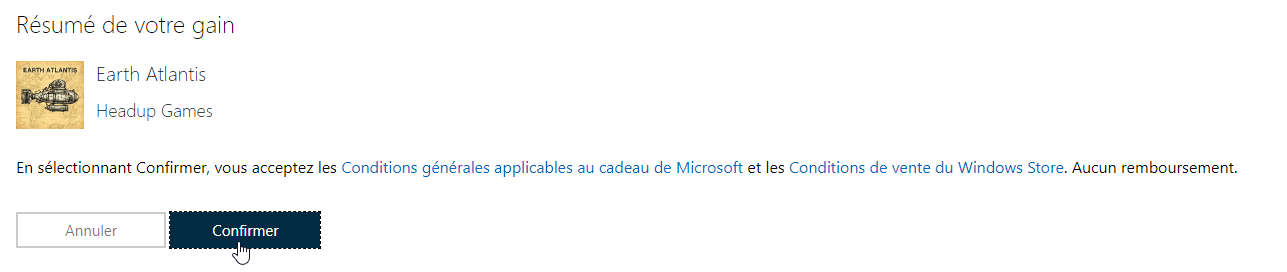 Résumé de votre gain
EARTH ATLANTIS
Earth Atlantis
Headup Games
En sélectionnant Confirmer, vous acceptez les Conditions générales applicables au cadeau de Microsoft et les Conditions de vente du Windows Store. Aucun remboursement.
Annuler
Confirmer